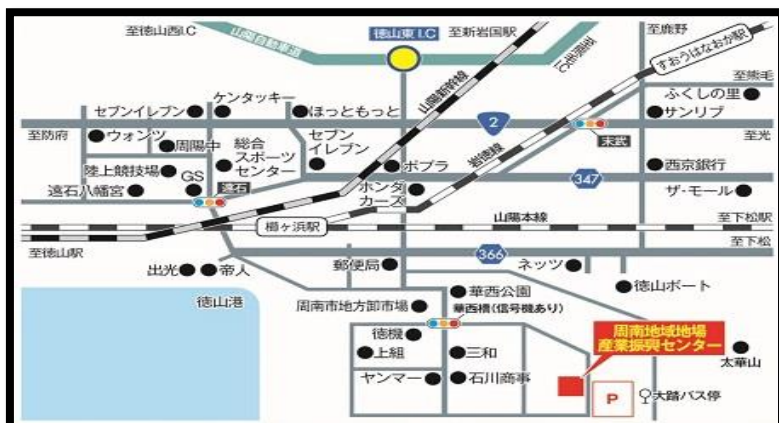 至徳山西I.C
山陽自動車道
徳山東I.C
至新岩国駅
至熊毛I.C
至鹿野
すおうはなおか駅
至熊毛
山陽新幹線
ケンタッキー
セブンイレブン
ほっともっと
ふくしの里
サンリブ
2
至防府
ウォンツ
周陽中
総合
スポーツ
センター
セブン
イレブン
岩徳線
末武
至光
陸上競技場
ポプラ
西京銀行
GS
遠石
遠石八幡宮
ホンダ
カーズ
347
ザ・モール
櫛ヶ浜駅
山陽本線
至下松駅
至徳山駅
366
至下松
出光
帝人
郵便局
ネッツ
徳山港
華西公園
徳山ボート
周南市地方卸市場
華西橋(信号機あり)
徳機
周南地域地場
産業振興センター
上組
三和
太華山
ヤンマー
石川商事
P
大踏バス停